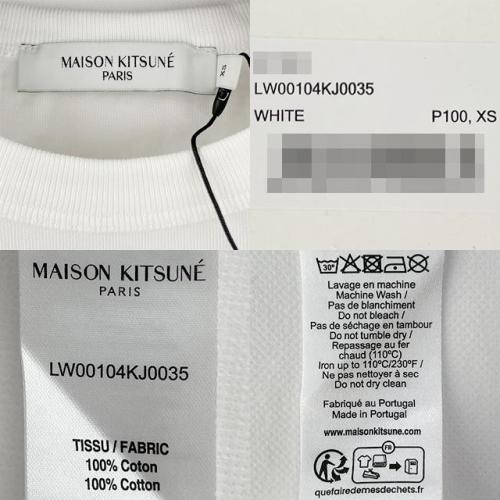 MAISON KITSUNÉ
PARIS
XS
LW00104KJ0035
WHITE P100, XS
MAISON KITSUNÉ
PARIS
LW00104KJ0035
TISSU / FABRIC
100% Coton
100% Cotton
30°
Lavage en machine
Machine Wash /
Pas de blanchiment
Do not bleach /
Pas de séchage en tambour
Do not tumble dry /
Repassage au fer
chaud (110°C)
Iron up to 110°C/230°F /
Ne pas nettoyer à sec
Do not dry clean
Fabriqué au Portugal
Made in Portugal
www.maisonkitsune.com
FR
quefairedemesdechets.fr